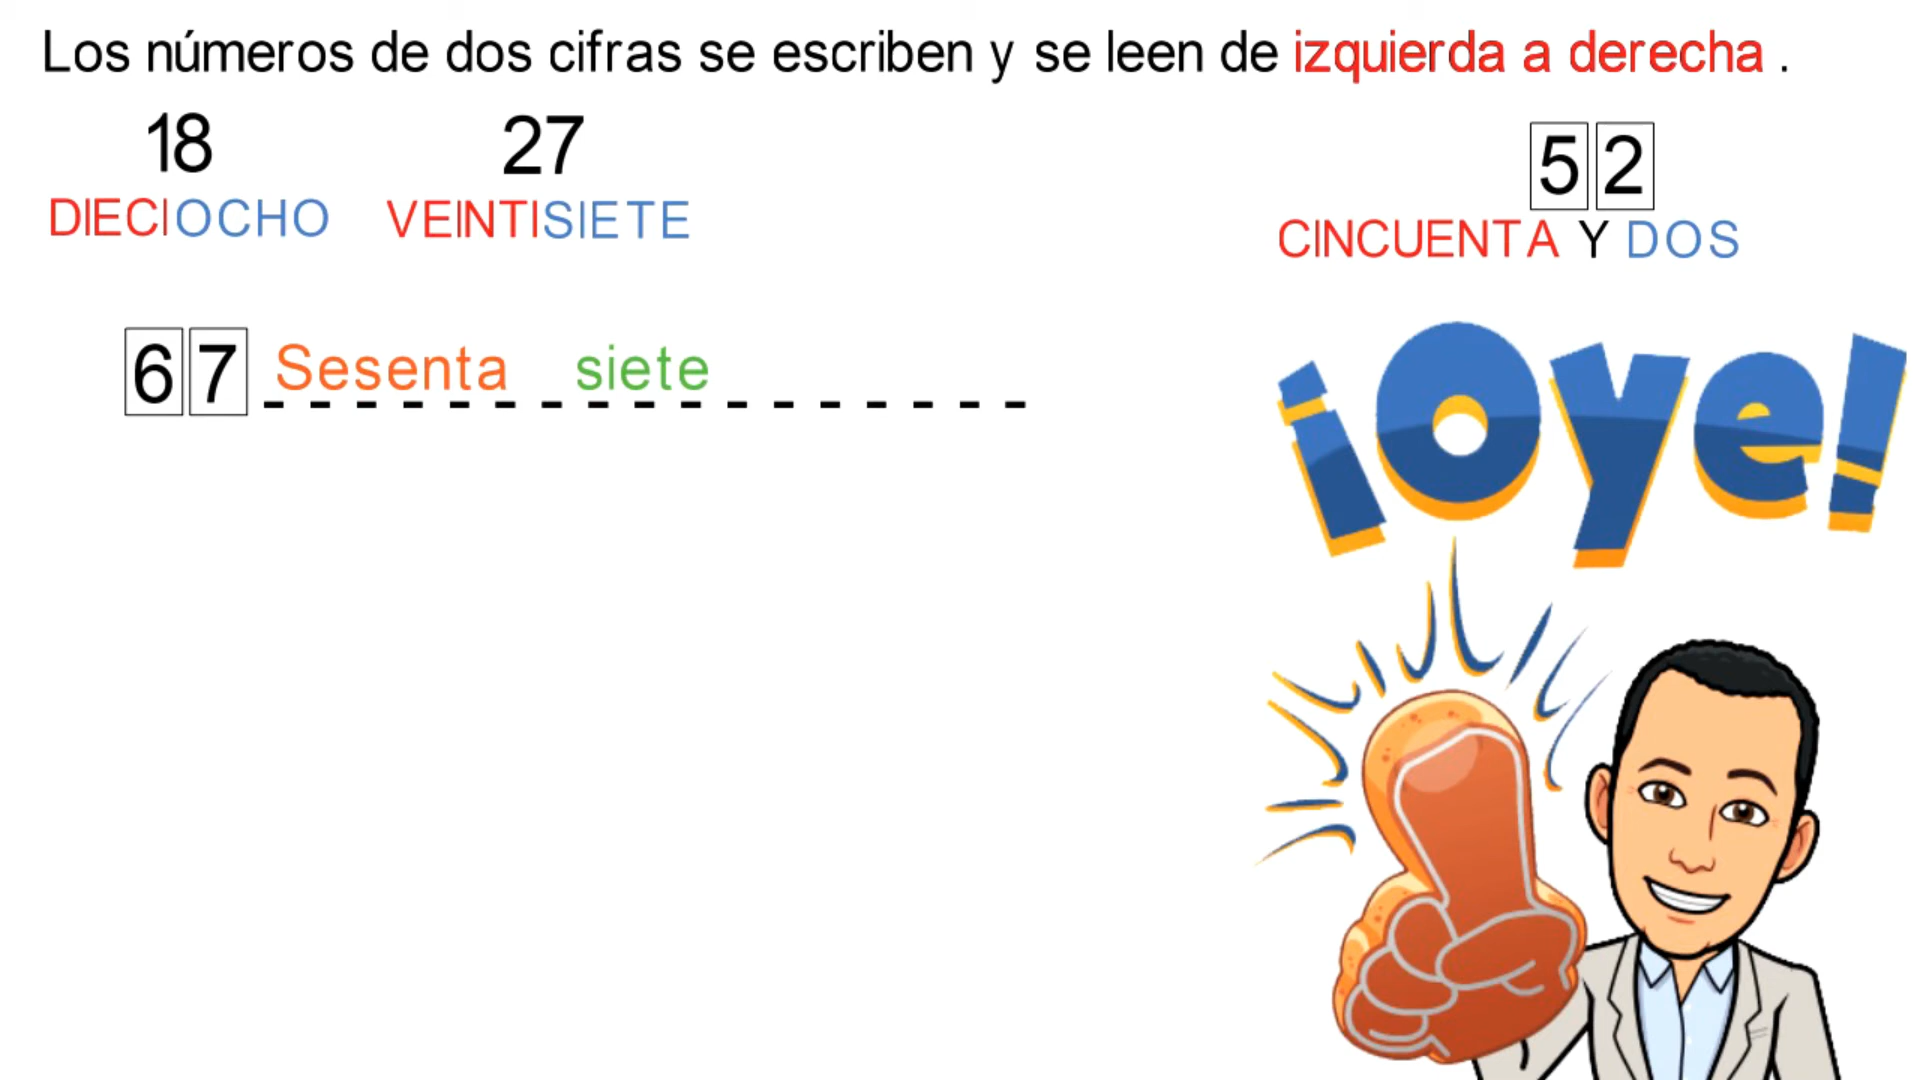 Los números de dos cifras se escriben y se leen de izquierda a derecha .
18 27 52
DIECIOCHO VEINTISIETE CINCUENTA Y DOS
67 Sesenta siete
¡Oye!